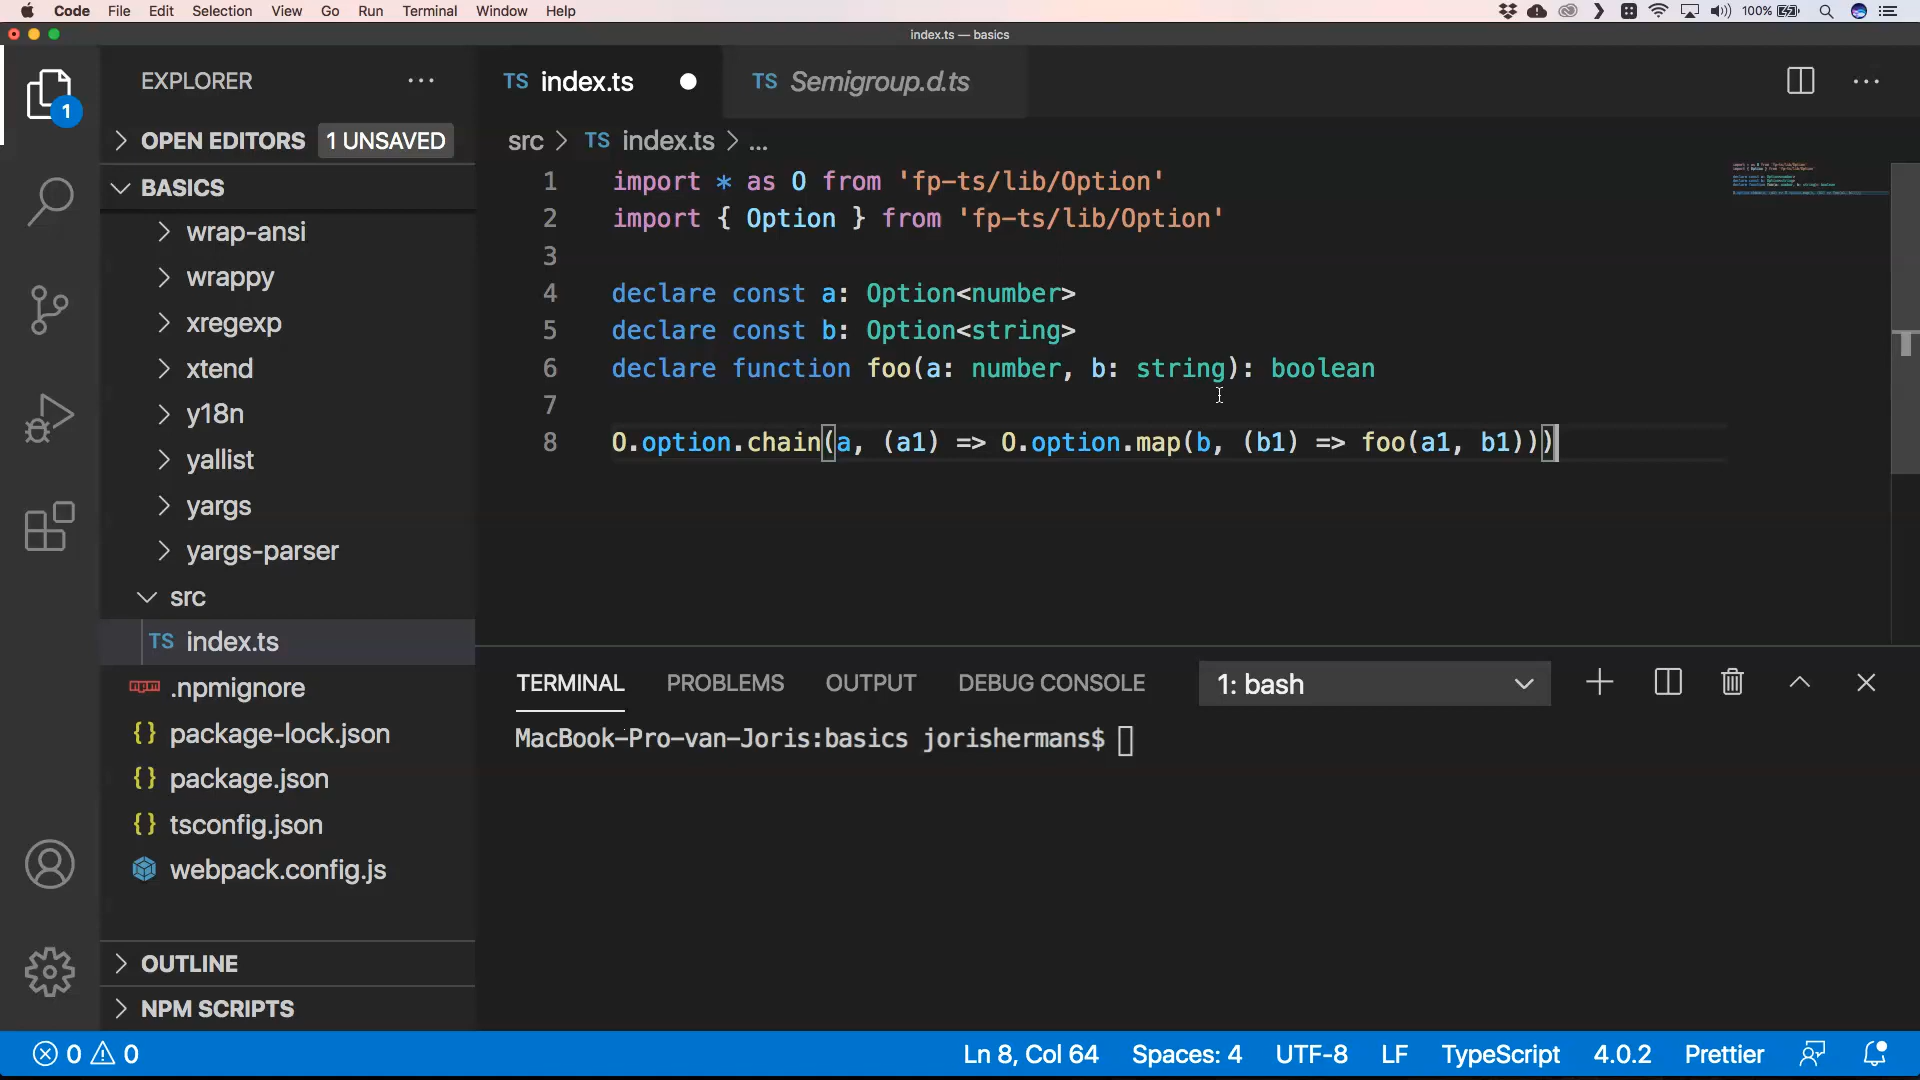 Code File Edit Selection View Go Run Terminal Window Help 100%
index.ts — basics
EXPLORER
1
OPEN EDITORS 1 UNSAVED
BASICS
wrap-ansi
wrappy
xregexp
xtend
y18n
yallist
yargs
yargs-parser
src
TS index.ts
.npmignore
{} package-lock.json
{} package.json
{} tsconfig.json
webpack.config.js
OUTLINE
NPM SCRIPTS
TS index.ts TS Semigroup.d.ts
src > TS index.ts > ...
1 import * as O from 'fp-ts/lib/Option'
2 import { Option } from 'fp-ts/lib/Option'
3
4 declare const a: Option<number>
5 declare const b: Option<string>
6 declare function foo(a: number, b: string): boolean
7
8 O.option.chain(a, (a1) => O.option.map(b, (b1) => foo(a1, b1)))
TERMINAL PROBLEMS OUTPUT DEBUG CONSOLE 1: bash
MacBook-Pro-van-Joris:basics jorishermans$
0 0 Ln 8, Col 64 Spaces: 4 UTF-8 LF TypeScript 4.0.2 Prettier